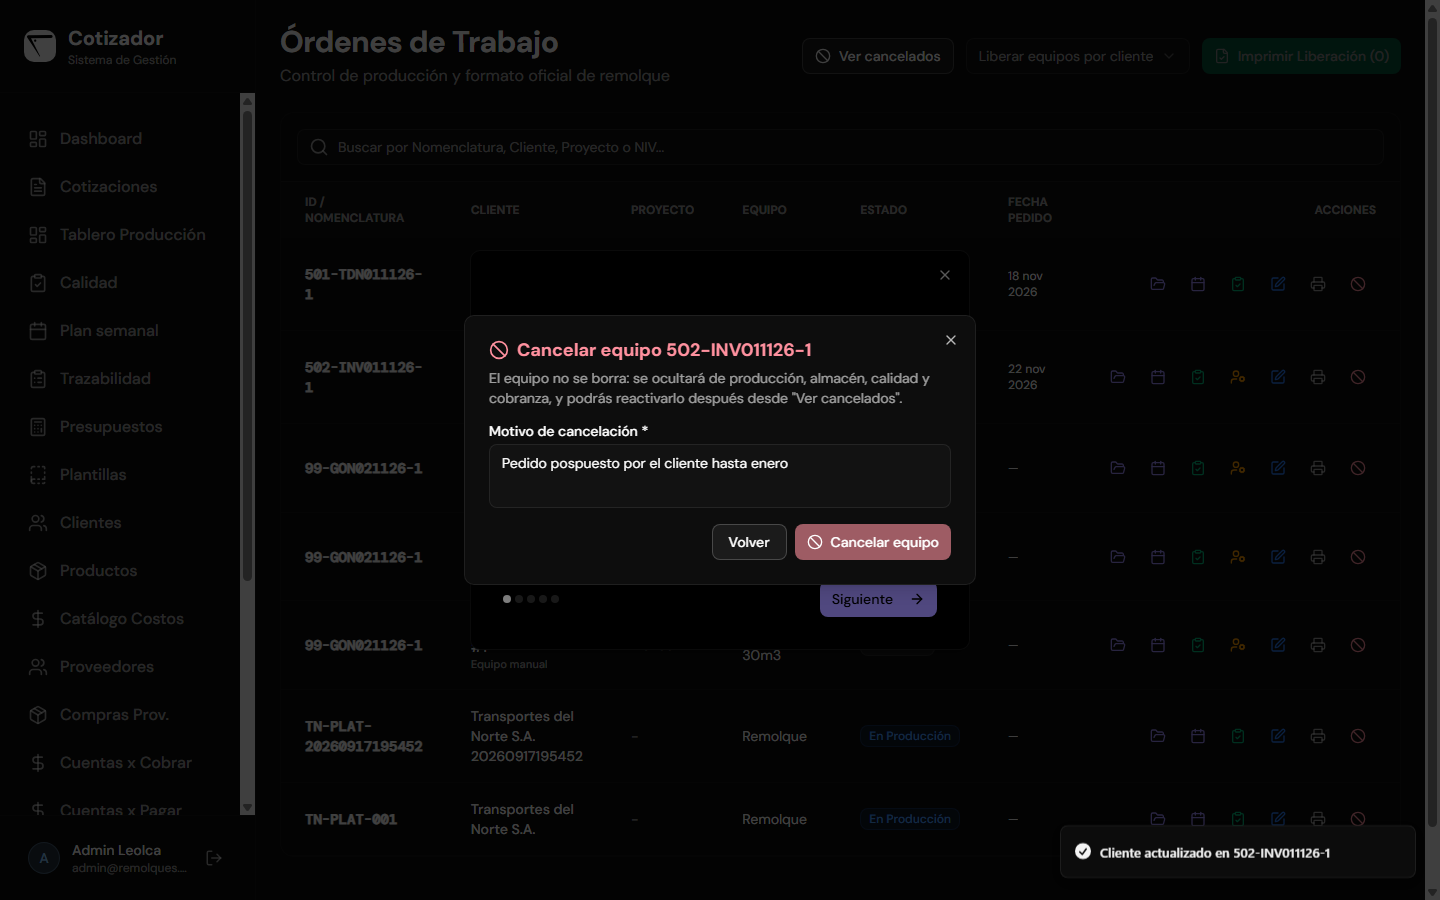 Cotizador
Sistema de Gestión
Dashboard
Cotizaciones
Tablero Producción
Calidad
Plan semanal
Trazabilidad
Presupuestos
Plantillas
Clientes
Productos
Catálogo Costos
Proveedores
Compras Prov.
Cuentas x Cobrar
Cuentas x Pagar
A
Admin Leolca
admin@remolques....
Órdenes de Trabajo
Control de producción y formato oficial de remolque
Ver cancelados
Liberar equipos por cliente
Imprimir Liberación (0)
Buscar por Nomenclatura, Cliente, Proyecto o NIV...
ID / NOMENCLATURA
CLIENTE
PROYECTO
EQUIPO
ESTADO
FECHA PEDIDO
ACCIONES
501-TDN011126-
1
18 nov
2026
502-INV011126-
1
22 nov
2026
99-GON021126-1
—
99-GON021126-1
—
99-GON021126-1
Equipo manual
30m3
—
TN-PLAT-
20260917195452
Transportes del
Norte S.A.
20260917195452
-
Remolque
En Producción
—
TN-PLAT-001
Transportes del
Norte S.A.
-
Remolque
En Producción
—
Cancelar equipo 502-INV011126-1
El equipo no se borra: se ocultará de producción, almacén, calidad y
cobranza, y podrás reactivarlo después desde "Ver cancelados".
Motivo de cancelación *
Pedido pospuesto por el cliente hasta enero
Volver
Cancelar equipo
Siguiente
Cliente actualizado en 502-INV011126-1